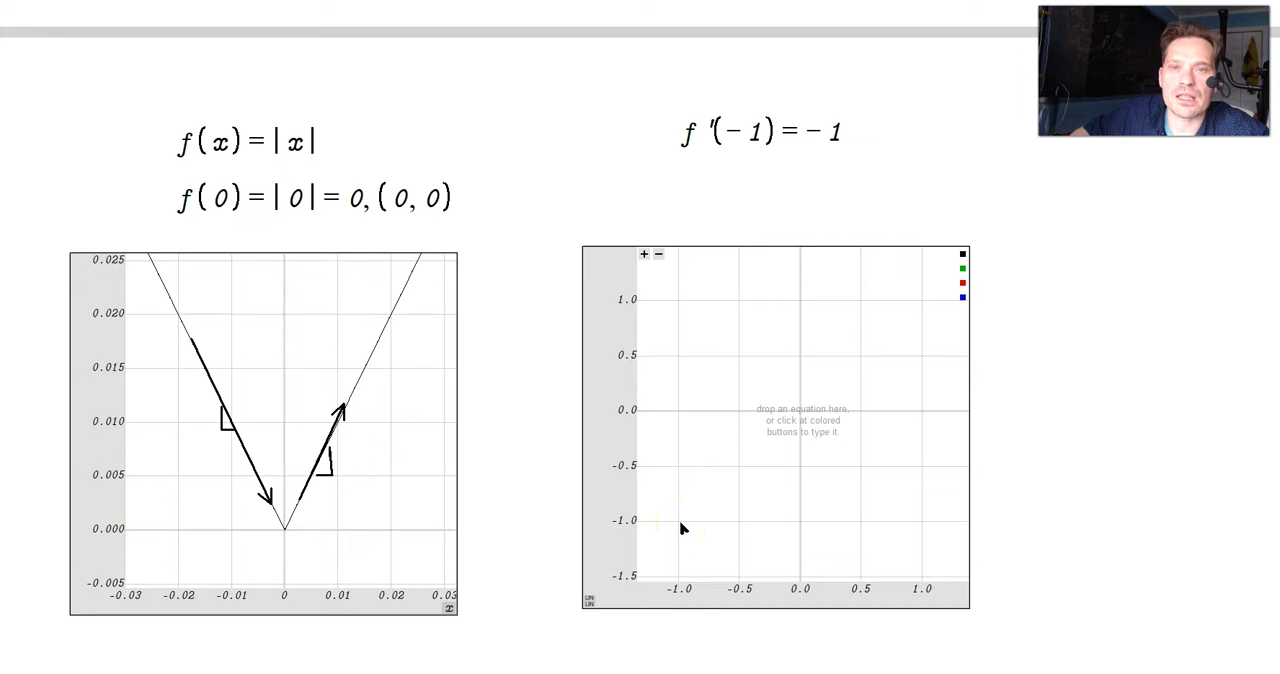 f(x) = |x|
f(0) = |0| = 0, (0, 0)
f '(-1) = -1
0.025
0.020
0.015
0.010
0.005
0.000
-0.005
-0.03 -0.02 -0.01 0 0.01 0.02 0.03
x
+ -
1.0
0.5
0.0
-0.5
-1.0
-1.5
-1.0 -0.5 0.0 0.5 1.0
drop an equation here,
or click at colored
buttons to type it.
LIN
LIN